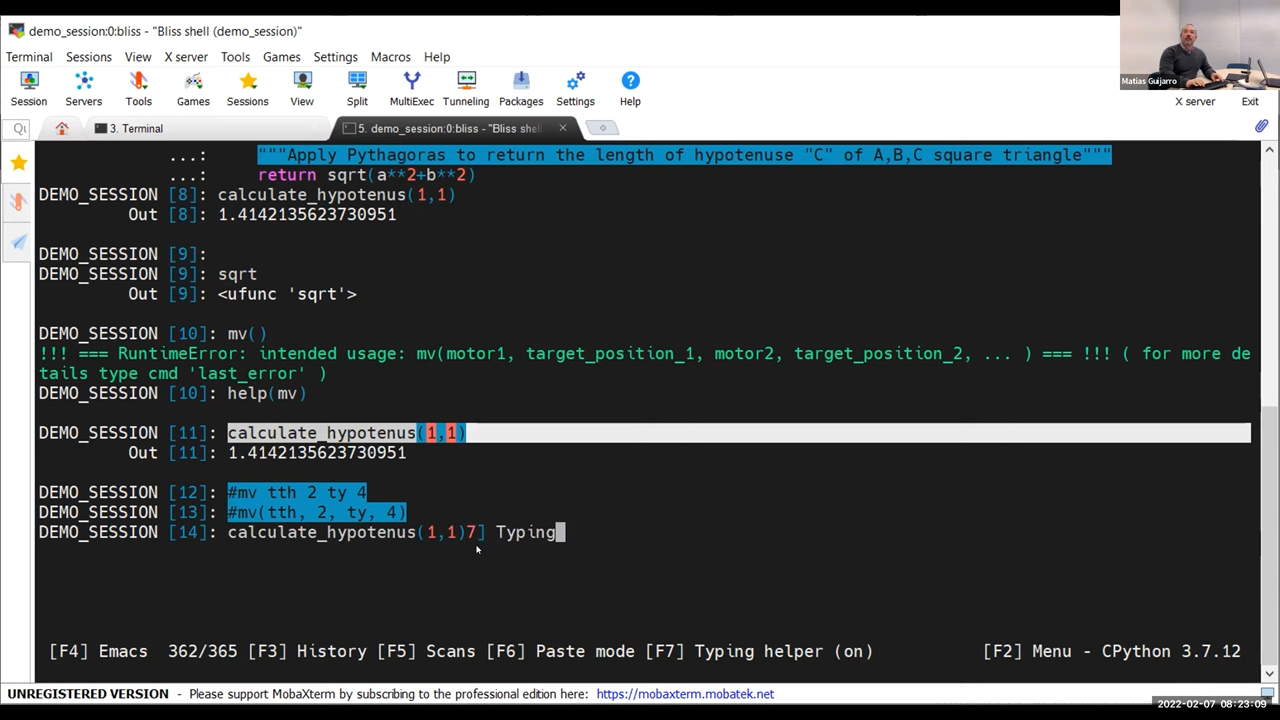 demo_session:0:bliss - "Bliss shell (demo_session)"
Terminal Sessions View X server Tools Games Settings Macros Help
Matias Guijarro
Session Servers Tools Games Sessions View Split MultiExec Tunneling Packages Settings Help X server Exit
Qu 3. Terminal 5. demo_session:0:bliss - "Bliss shell
...: """Apply Pythagoras to return the length of hypotenuse "C" of A,B,C square triangle"""
...: return sqrt(a**2+b**2)
DEMO_SESSION [8]: calculate_hypotenus(1,1)
Out [8]: 1.4142135623730951
DEMO_SESSION [9]:
DEMO_SESSION [9]: sqrt
Out [9]: <ufunc 'sqrt'>
DEMO_SESSION [10]: mv()
!!! === RuntimeError: intended usage: mv(motor1, target_position_1, motor2, target_position_2, ... ) === !!! ( for more de
tails type cmd 'last_error' )
DEMO_SESSION [10]: help(mv)
DEMO_SESSION [11]: calculate_hypotenus(1,1)
Out [11]: 1.4142135623730951
DEMO_SESSION [12]: #mv tth 2 ty 4
DEMO_SESSION [13]: #mv(tth, 2, ty, 4)
DEMO_SESSION [14]: calculate_hypotenus(1,1)7] Typing
[F4] Emacs 362/365 [F3] History [F5] Scans [F6] Paste mode [F7] Typing helper (on) [F2] Menu - CPython 3.7.12
UNREGISTERED VERSION - Please support MobaXterm by subscribing to the professional edition here: https://mobaxterm.mobatek.net
2022-02-07 08:23:09